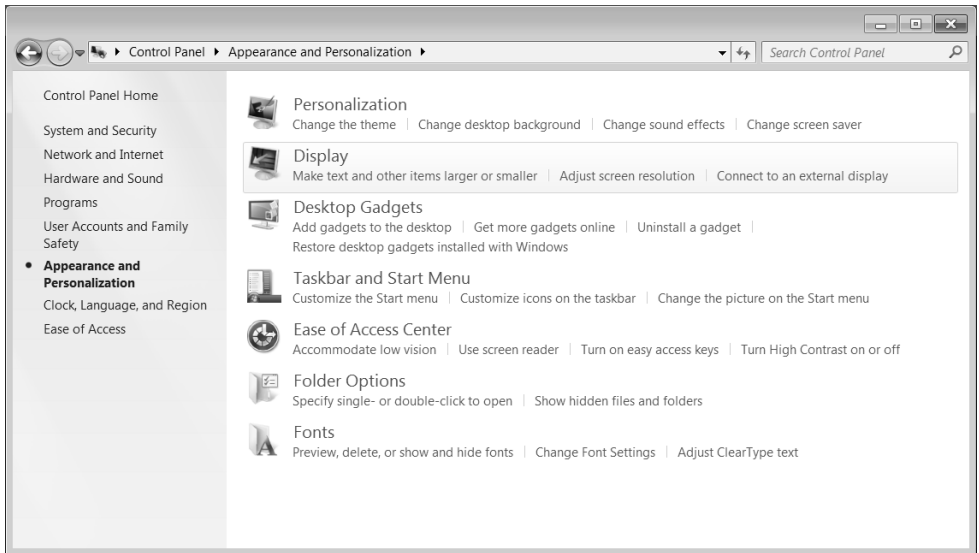 Control Panel Appearance and Personalization
Search Control Panel
Control Panel Home
System and Security
Network and Internet
Hardware and Sound
Programs
User Accounts and Family
Safety
Appearance and
Personalization
Clock, Language, and Region
Ease of Access
Personalization
Change the theme Change desktop background Change sound effects Change screen saver
Display
Make text and other items larger or smaller Adjust screen resolution Connect to an external display
Desktop Gadgets
Add gadgets to the desktop Get more gadgets online Uninstall a gadget
Restore desktop gadgets installed with Windows
Taskbar and Start Menu
Customize the Start menu Customize icons on the taskbar Change the picture on the Start menu
Ease of Access Center
Accommodate low vision Use screen reader Turn on easy access keys Turn High Contrast on or off
Folder Options
Specify single- or double-click to open Show hidden files and folders
Fonts
Preview, delete, or show and hide fonts Change Font Settings Adjust ClearType text